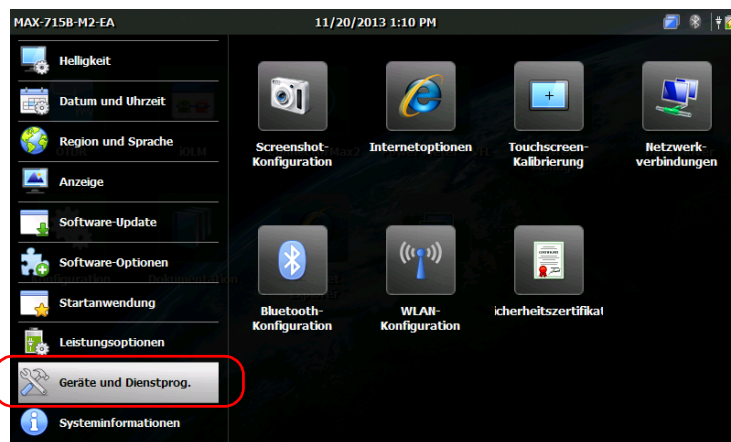 MAX-715B-M2-EA
11/20/2013 1:10 PM
Helligkeit
Datum und Uhrzeit
Region und Sprache
Anzeige
Software-Update
Software-Optionen
Startanwendung
Leistungsoptionen
Geräte und Dienstprog.
Systeminformationen
Screenshot-
Konfiguration
Internetoptionen
Touchscreen-
Kalibrierung
Netzwerk-
verbindungen
Bluetooth-
Konfiguration
WLAN-
Konfiguration
icherheitszertifikat